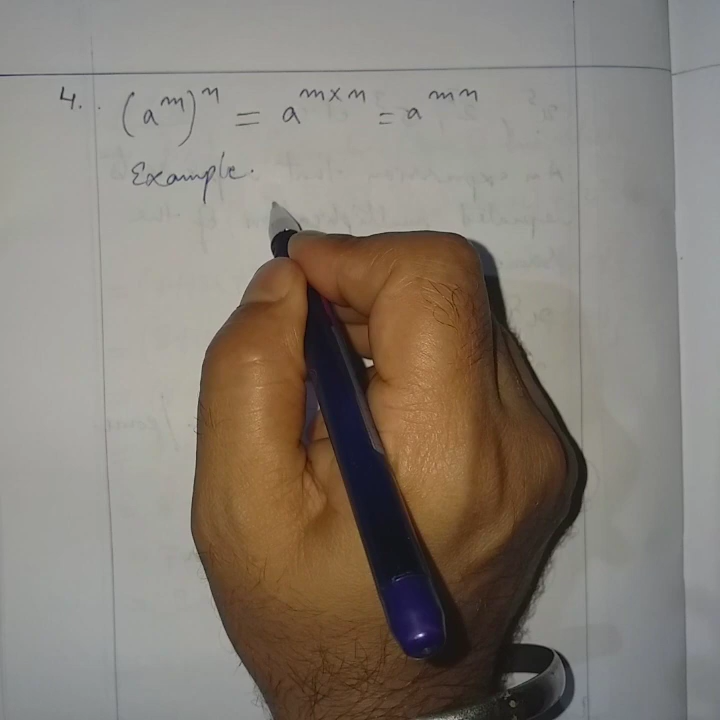 4. (a^m)^n = a^{m×n} = a^{mn}
Example.